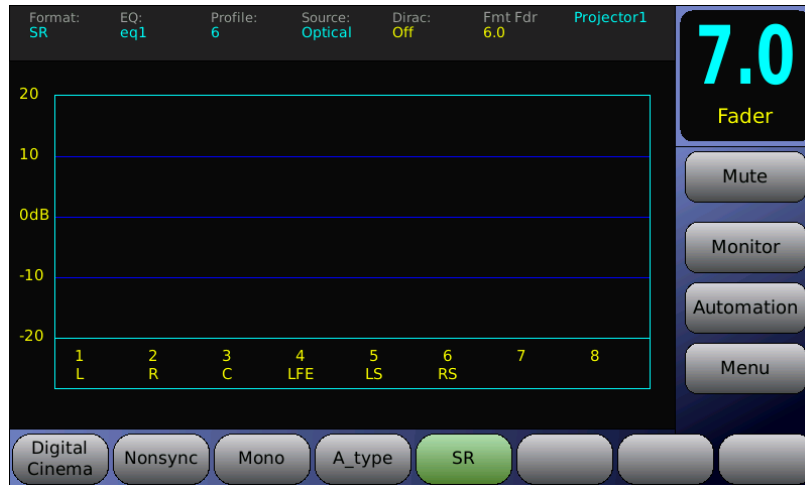 Format: EQ: Profile: Source: Dirac: Fmt Fdr Projector1
SR eq1 6 Optical Off 6.0
7.0
Fader
20
10
0dB
-10
-20
1 2 3 4 5 6 7 8
L R C LFE LS RS
Mute
Monitor
Automation
Menu
Digital
Cinema
Nonsync
Mono
A_type
SR